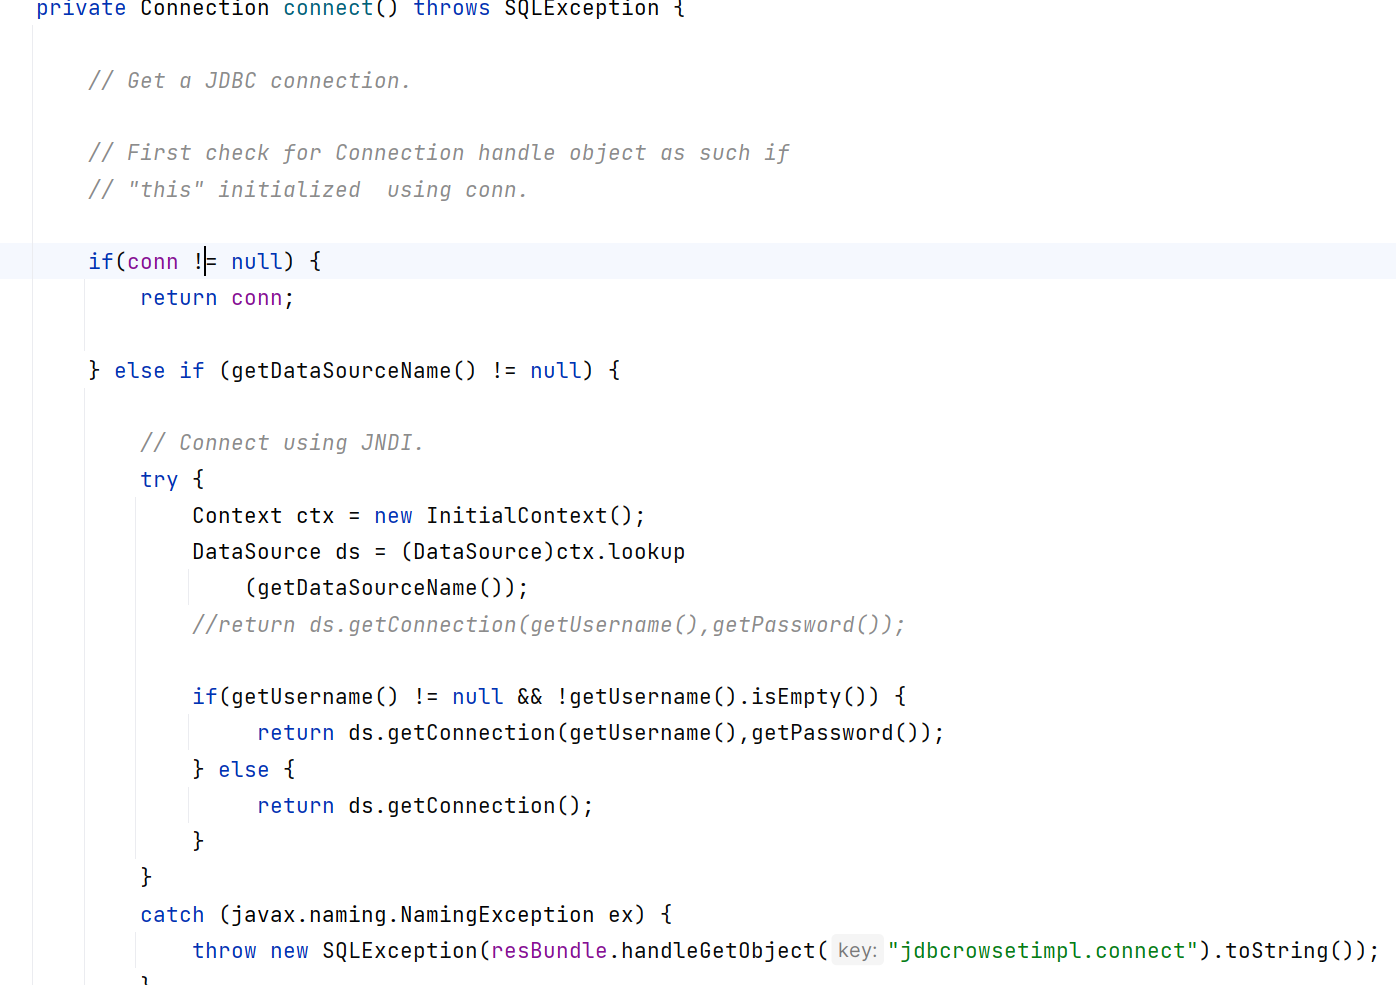 private Connection connect() throws SQLException {
// Get a JDBC connection.
// First check for Connection handle object as such if
// "this" initialized  using conn.
if(conn != null) {
return conn;
} else if (getDataSourceName() != null) {
// Connect using JNDI.
try {
Context ctx = new InitialContext();
DataSource ds = (DataSource)ctx.lookup
(getDataSourceName());
//return ds.getConnection(getUsername(),getPassword());
if(getUsername() != null && !getUsername().isEmpty()) {
return ds.getConnection(getUsername(),getPassword());
} else {
return ds.getConnection();
}
}
catch (javax.naming.NamingException ex) {
throw new SQLException(resBundle.handleGetObject( key: "jdbcrowsetimpl.connect").toString());
}